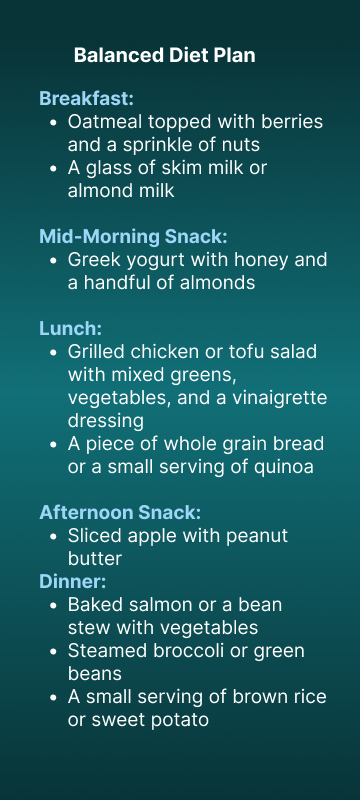 Balanced Diet Plan
Breakfast:
• Oatmeal topped with berries
and a sprinkle of nuts
• A glass of skim milk or
almond milk
Mid-Morning Snack:
• Greek yogurt with honey and
a handful of almonds
Lunch:
• Grilled chicken or tofu salad
with mixed greens,
vegetables, and a vinaigrette
dressing
• A piece of whole grain bread
or a small serving of quinoa
Afternoon Snack:
• Sliced apple with peanut
butter
Dinner:
• Baked salmon or a bean
stew with vegetables
• Steamed broccoli or green
beans
• A small serving of brown rice
or sweet potato